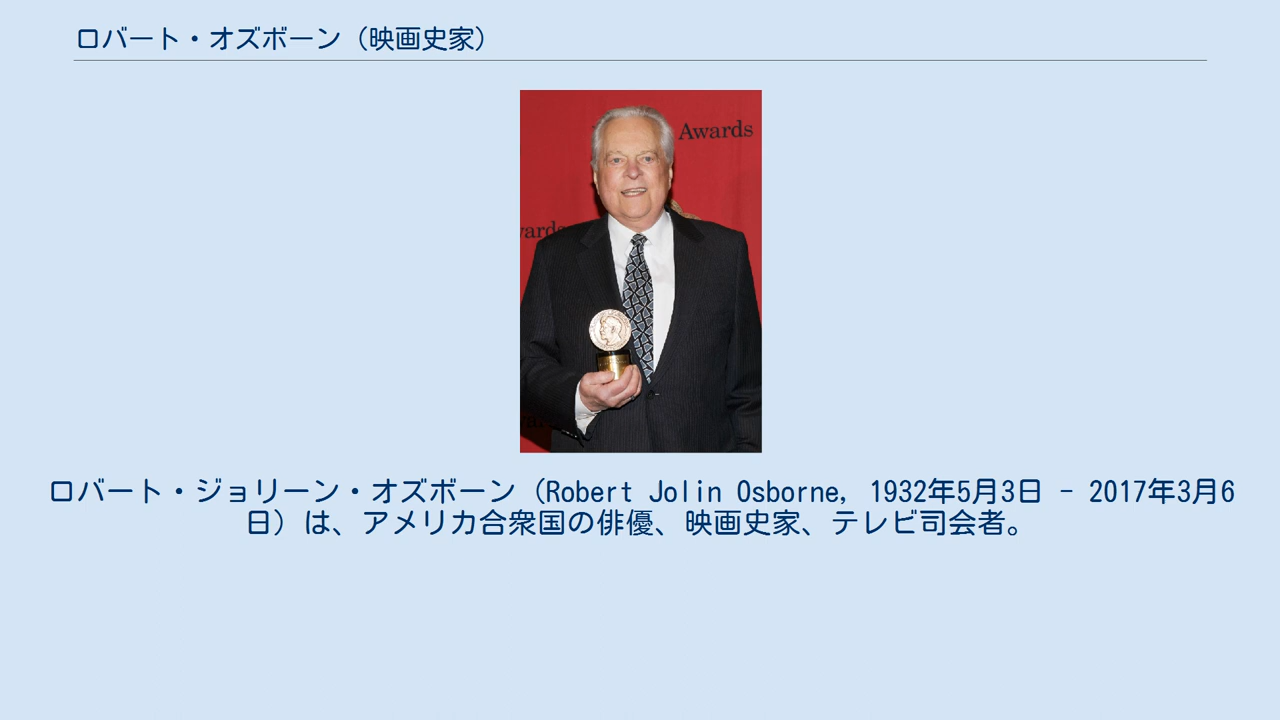 ロバート・オズボーン（映画史家）
Awards
ロバート・ジョリーン・オズボーン（Robert Jolin Osborne, 1932年5月3日 - 2017年3月6
日）は、アメリカ合衆国の俳優、映画史家、テレビ司会者。